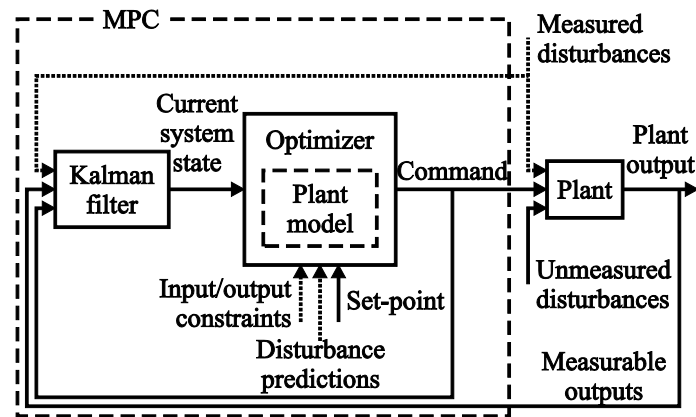 MPC
Measured
disturbances
Current
system
state
Optimizer
Plant
output
Kalman
filter
Plant
model
Command
Plant
Input/output
constraints
Set-point
Unmeasured
disturbances
Disturbance
predictions
Measurable
outputs